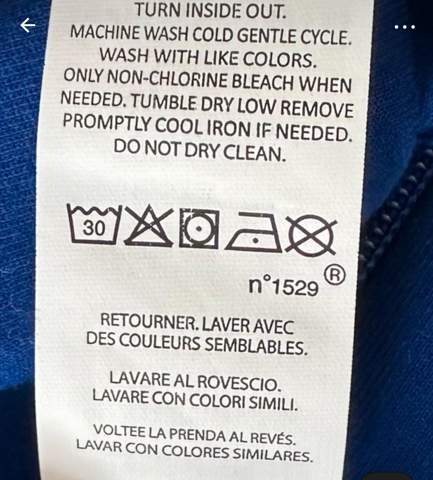 TURN INSIDE OUT.
MACHINE WASH COLD GENTLE CYCLE.
WASH WITH LIKE COLORS.
ONLY NON-CHLORINE BLEACH WHEN
NEEDED. TUMBLE DRY LOW REMOVE
PROMPTLY COOL IRON IF NEEDED.
DO NOT DRY CLEAN.
30
n°1529 ®
RETOURNER. LAVER AVEC
DES COULEURS SEMBLABLES.
LAVARE AL ROVESCIO.
LAVARE CON COLORI SIMILI.
VOLTEE LA PRENDA AL REVÉS.
LAVAR CON COLORES SIMILARES.